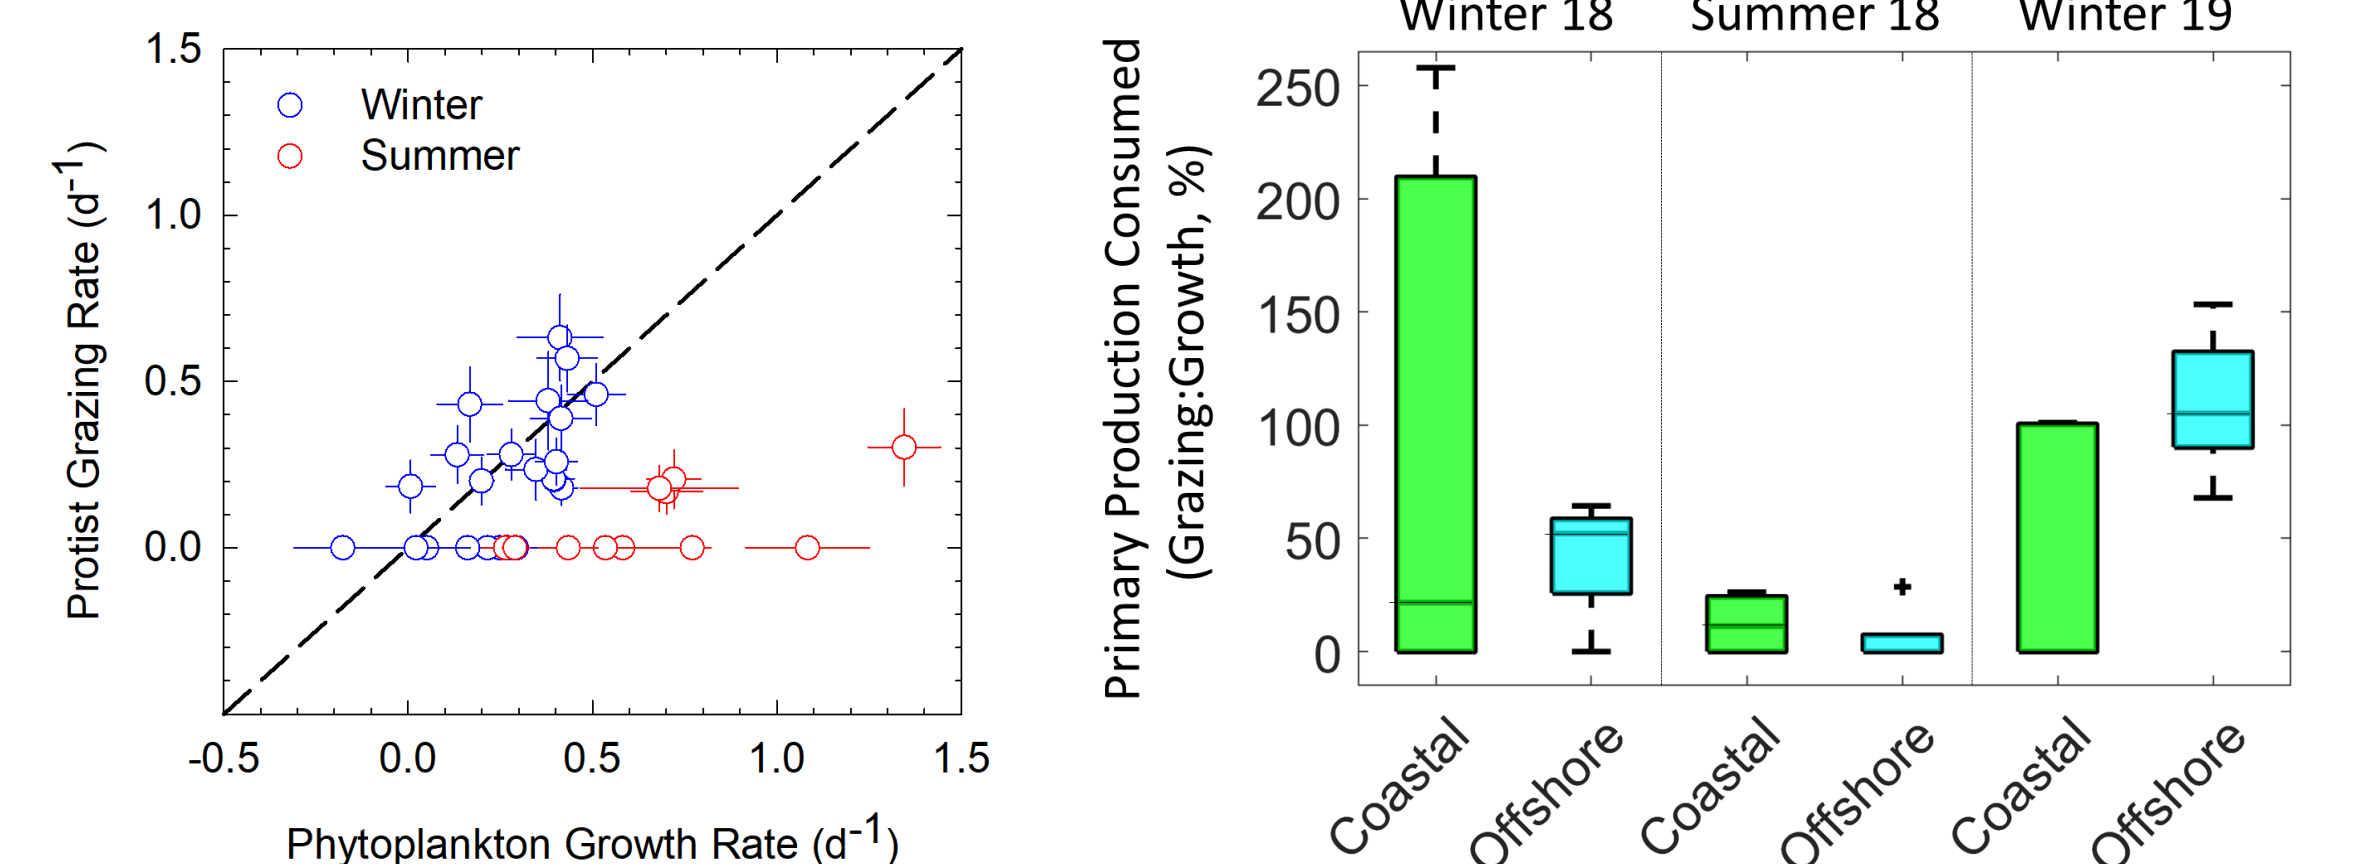 1.5
1.0
0.5
0.0
-0.5
0.0
0.5
1.0
1.5
Winter
Summer
Protist Grazing Rate (d-1)
Phytoplankton Growth Rate (d-1)
Winter 18
Summer 18
Winter 19
Primary Production Consumed
(Grazing:Growth, %)
250
200
150
100
50
0
Coastal
Offshore
Coastal
Offshore
Coastal
Offshore